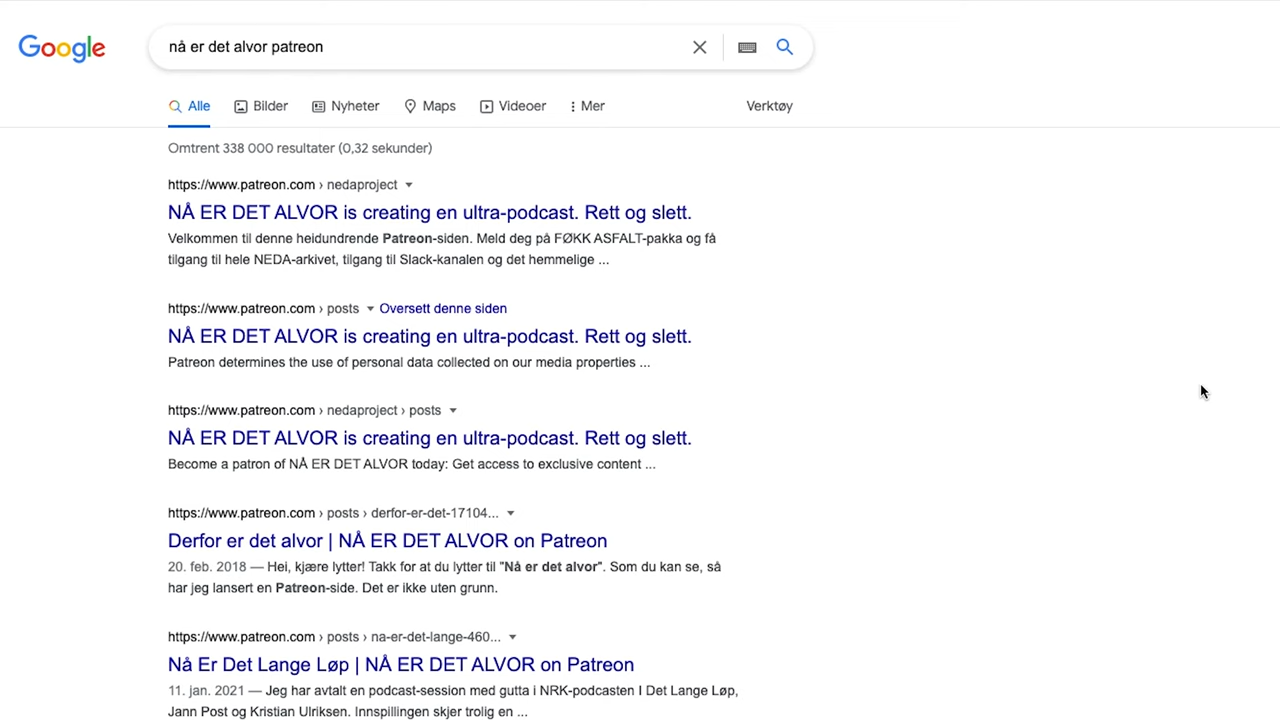 Google
nå er det alvor patreon
Alle Bilder Nyheter Maps Videoer Mer Verktøy
Omtrent 338 000 resultater (0,32 sekunder)
https://www.patreon.com › nedaproject
NÅ ER DET ALVOR is creating en ultra-podcast. Rett og slett.
Velkommen til denne heidundrende Patreon-siden. Meld deg på FØKK ASFALT-pakka og få
tilgang til hele NEDA-arkivet, tilgang til Slack-kanalen og det hemmelige ...
https://www.patreon.com › posts Oversett denne siden
NÅ ER DET ALVOR is creating en ultra-podcast. Rett og slett.
Patreon determines the use of personal data collected on our media properties ...
https://www.patreon.com › nedaproject › posts
NÅ ER DET ALVOR is creating en ultra-podcast. Rett og slett.
Become a patron of NÅ ER DET ALVOR today: Get access to exclusive content ...
https://www.patreon.com › posts › derfor-er-det-17104...
Derfor er det alvor | NÅ ER DET ALVOR on Patreon
20. feb. 2018 — Hei, kjære lytter! Takk for at du lytter til "Nå er det alvor". Som du kan se, så
har jeg lansert en Patreon-side. Det er ikke uten grunn.
https://www.patreon.com › posts › na-er-det-lange-460...
Nå Er Det Lange Løp | NÅ ER DET ALVOR on Patreon
11. jan. 2021 — Jeg har avtalt en podcast-session med gutta i NRK-podcasten I Det Lange Løp,
Jann Post og Kristian Ulriksen. Innspillingen skjer trolig en ...